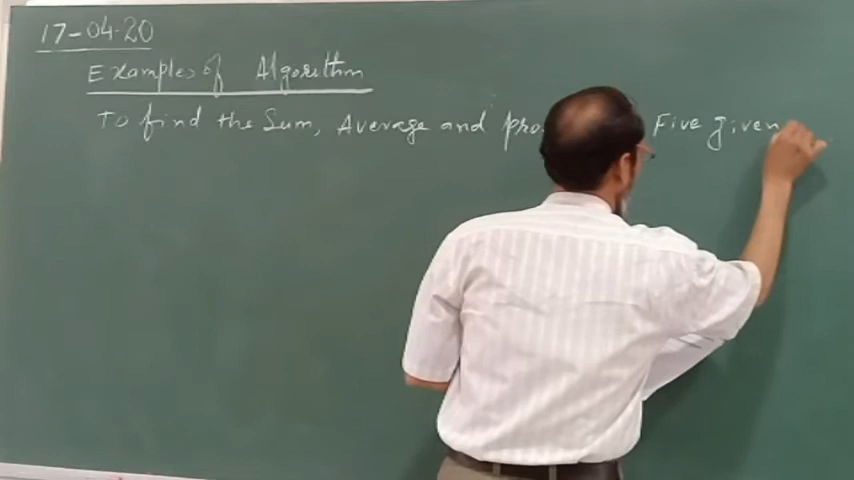 17-04-20
Examples of Algorithm
To find the Sum, Average and pro Five given